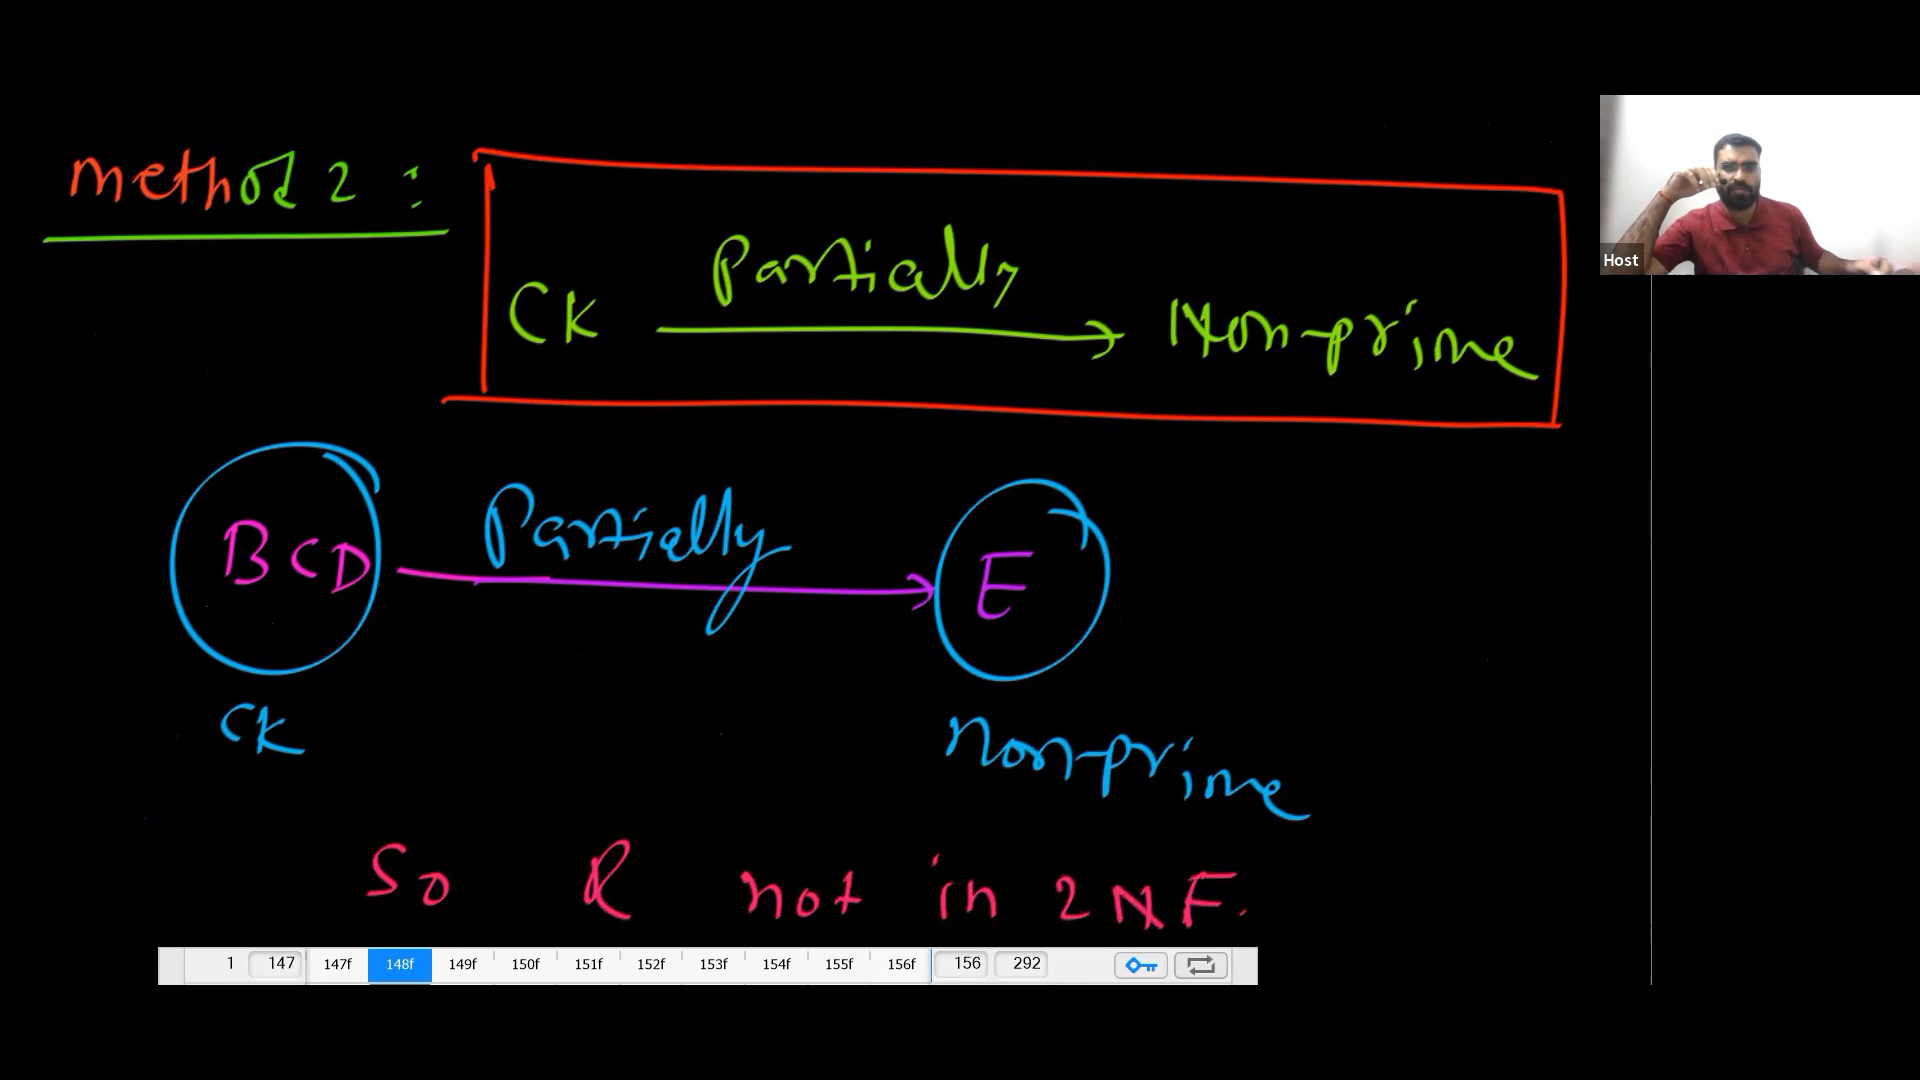 method 2 :
CK Partially → Non-prime
Host
BCD Partially → E
CK Non-prime
So R not in 2NF.
1 147 147f 148f 149f 150f 151f 152f 153f 154f 155f 156f 156 292